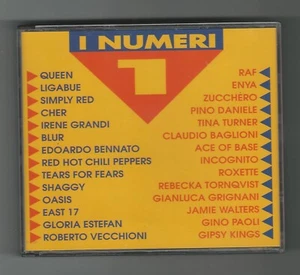 I NUMERI
1
QUEEN
LIGABUE
SIMPLY RED
CHER
IRENE GRANDI
BLUR
EDOARDO BENNATO
RED HOT CHILI PEPPERS
TEARS FOR FEARS
SHAGGY
OASIS
EAST 17
GLORIA ESTEFAN
ROBERTO VECCHIONI
RAF
ENYA
ZUCCHERO
PINO DANIELE
TINA TURNER
CLAUDIO BAGLIONI
ACE OF BASE
INCOGNITO
ROXETTE
REBECKA TORNQVIST
GIANLUCA GRIGNANI
JAMIE WALTERS
GINO PAOLI
GIPSY KINGS